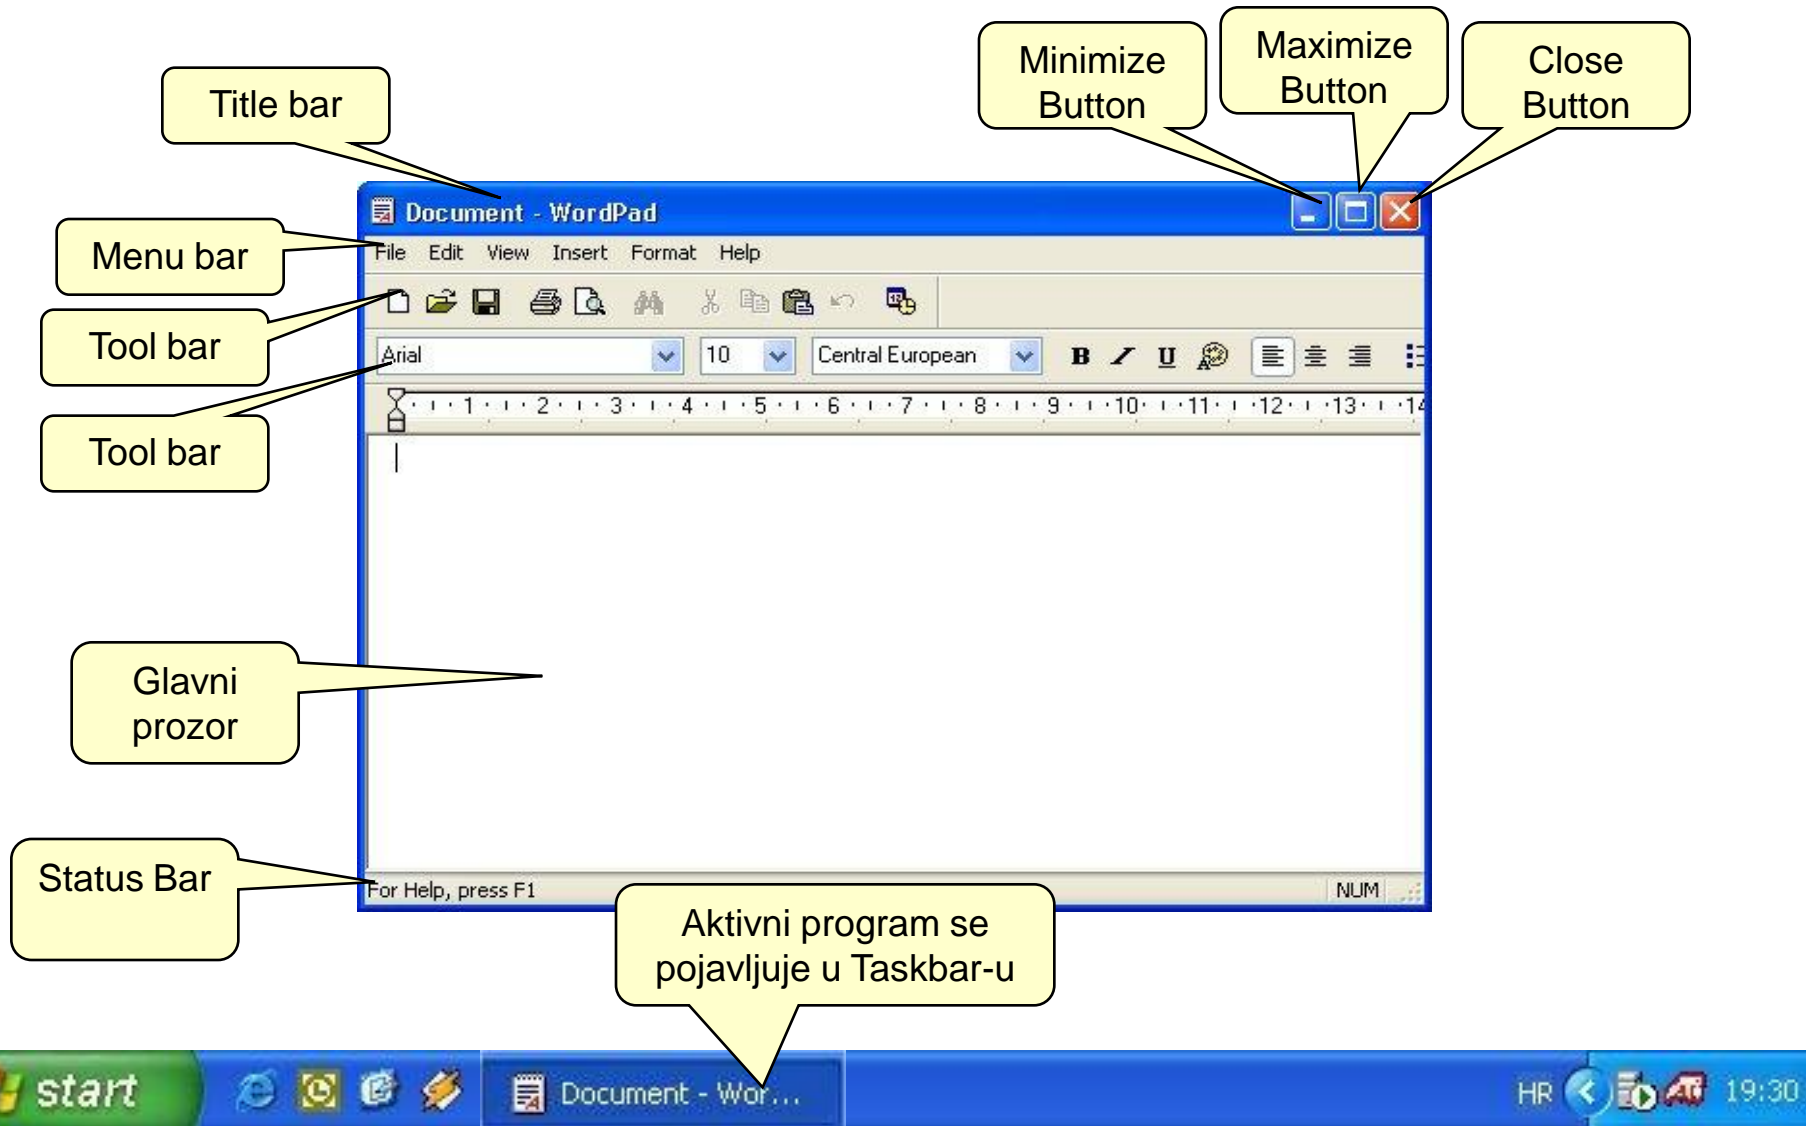 Minimize
Button
Maximize
Button
Close
Button
Title bar
Document - WordPad
Menu bar
File Edit View Insert Format Help
Tool bar
12
Arial 10 Central European B I U A
Tool bar
1 2 3 4 5 6 7 8 9 10 11 12 13 14
Glavni
prozor
Status Bar
For Help, press F1 NUM
Aktivni program se
pojavljuje u Taskbar-u
start Document - Wor... HR ATI 19:30